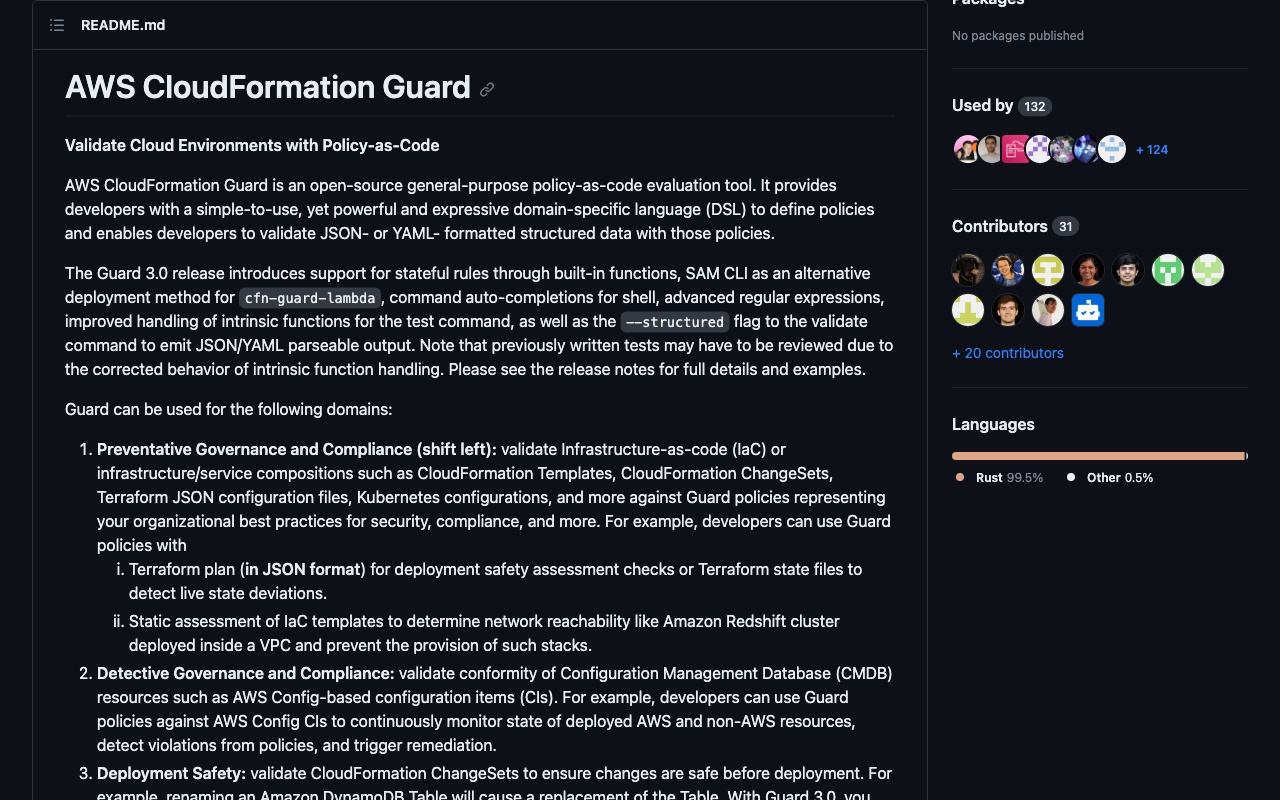 README.md
AWS CloudFormation Guard
Validate Cloud Environments with Policy-as-Code
AWS CloudFormation Guard is an open-source general-purpose policy-as-code evaluation tool. It provides
developers with a simple-to-use, yet powerful and expressive domain-specific language (DSL) to define policies
and enables developers to validate JSON- or YAML- formatted structured data with those policies.
The Guard 3.0 release introduces support for stateful rules through built-in functions, SAM CLI as an alternative
deployment method for cfn-guard-lambda, command auto-completions for shell, advanced regular expressions,
improved handling of intrinsic functions for the test command, as well as the --structured flag to the validate
command to emit JSON/YAML parseable output. Note that previously written tests may have to be reviewed due to
the corrected behavior of intrinsic function handling. Please see the release notes for full details and examples.
Guard can be used for the following domains:
1. Preventative Governance and Compliance (shift left): validate Infrastructure-as-code (IaC) or
infrastructure/service compositions such as CloudFormation Templates, CloudFormation ChangeSets,
Terraform JSON configuration files, Kubernetes configurations, and more against Guard policies representing
your organizational best practices for security, compliance, and more. For example, developers can use Guard
policies with
i. Terraform plan (in JSON format) for deployment safety assessment checks or Terraform state files to
detect live state deviations.
ii. Static assessment of IaC templates to determine network reachability like Amazon Redshift cluster
deployed inside a VPC and prevent the provision of such stacks.
2. Detective Governance and Compliance: validate conformity of Configuration Management Database (CMDB)
resources such as AWS Config-based configuration items (CIs). For example, developers can use Guard
policies against AWS Config CIs to continuously monitor state of deployed AWS and non-AWS resources,
detect violations from policies, and trigger remediation.
3. Deployment Safety: validate CloudFormation ChangeSets to ensure changes are safe before deployment. For
example, renaming an Amazon DynamoDB Table will cause a replacement of the Table. With Guard 3.0, you
Packages
No packages published
Used by 132
+ 124
Contributors 31
+ 20 contributors
Languages
Rust 99.5%
Other 0.5%